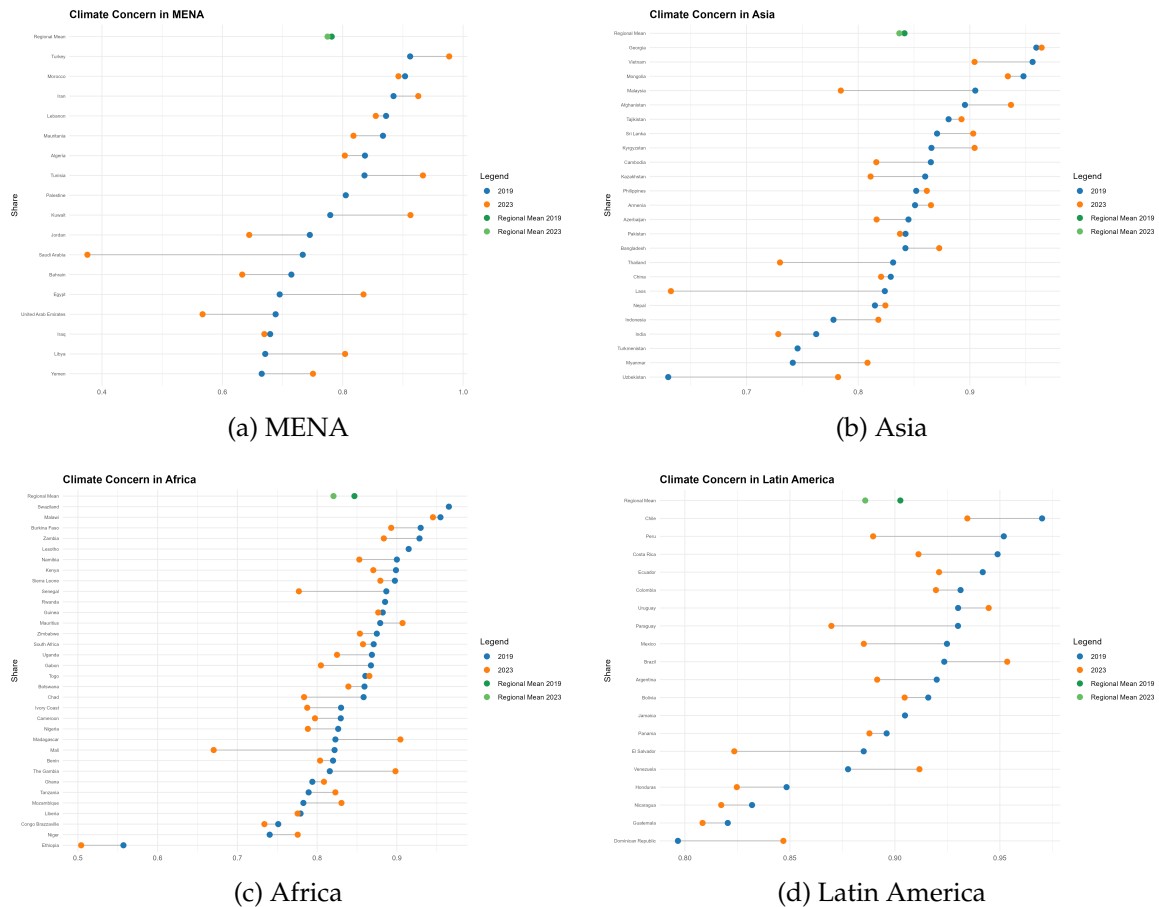 Climate Concern in MENA
Regional Mean
Turkey
Morocco
Iran
Lebanon
Mauritania
Algeria
Tunisia
Palestine
Kuwait
Jordan
Saudi Arabia
Bahrain
Egypt
United Arab Emirates
Iraq
Libya
Yemen
Share
0.4 0.6 0.8 1.0
Legend
2019
2023
Regional Mean 2019
Regional Mean 2023
(a) MENA
Climate Concern in Asia
Regional Mean
Georgia
Vietnam
Mongolia
Malaysia
Afghanistan
Tajikistan
Sri Lanka
Kyrgyzstan
Cambodia
Kazakhstan
Philippines
Armenia
Azerbaijan
Pakistan
Bangladesh
Thailand
China
Laos
Nepal
Indonesia
India
Turkmenistan
Myanmar
Uzbekistan
Share
0.7 0.8 0.9
Legend
2019
2023
Regional Mean 2019
Regional Mean 2023
(b) Asia
Climate Concern in Africa
Regional Mean
Swaziland
Malawi
Burkina Faso
Zambia
Lesotho
Namibia
Kenya
Sierra Leone
Senegal
Rwanda
Guinea
Mauritius
Zimbabwe
South Africa
Uganda
Gabon
Togo
Botswana
Chad
Ivory Coast
Cameroon
Nigeria
Madagascar
Mali
Benin
The Gambia
Ghana
Tanzania
Mozambique
Liberia
Congo Brazzaville
Niger
Ethiopia
Share
0.5 0.6 0.7 0.8 0.9
Legend
2019
2023
Regional Mean 2019
Regional Mean 2023
(c) Africa
Climate Concern in Latin America
Regional Mean
Chile
Peru
Costa Rica
Ecuador
Colombia
Uruguay
Paraguay
Mexico
Brazil
Argentina
Bolivia
Jamaica
Panama
El Salvador
Venezuela
Honduras
Nicaragua
Guatemala
Dominican Republic
Share
0.80 0.85 0.90 0.95
Legend
2019
2023
Regional Mean 2019
Regional Mean 2023
(d) Latin America